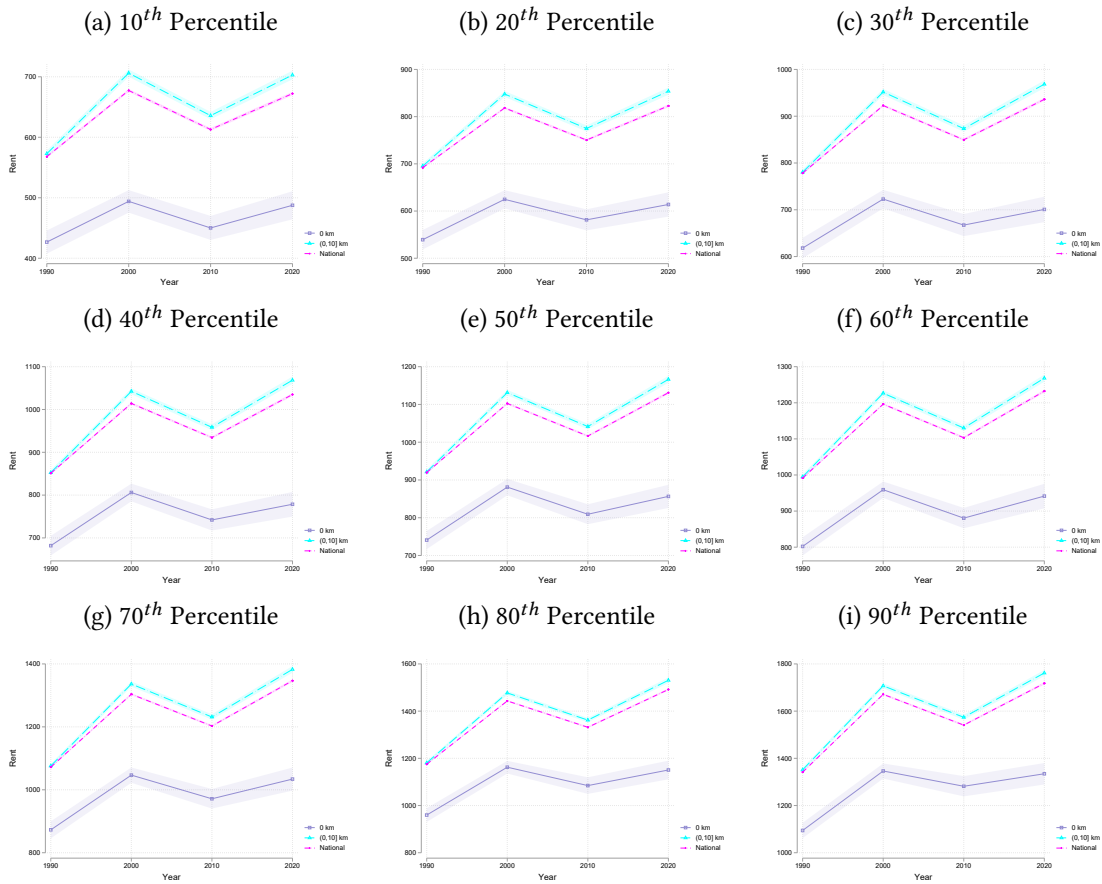 (a) 10th Percentile
700
600
500
400
Rent
1990 2000 2010 2020
Year
0 km
(0,10] km
National
(b) 20th Percentile
900
800
700
600
500
Rent
1990 2000 2010 2020
Year
0 km
(0,10] km
National
(c) 30th Percentile
1000
900
800
700
600
Rent
1990 2000 2010 2020
Year
0 km
(0,10] km
National
(d) 40th Percentile
1100
1000
900
800
700
Rent
1990 2000 2010 2020
Year
0 km
(0,10] km
National
(e) 50th Percentile
1200
1100
1000
900
800
700
Rent
1990 2000 2010 2020
Year
0 km
(0,10] km
National
(f) 60th Percentile
1300
1200
1100
1000
900
800
Rent
1990 2000 2010 2020
Year
0 km
(0,10] km
National
(g) 70th Percentile
1400
1200
1000
800
Rent
1990 2000 2010 2020
Year
0 km
(0,10] km
National
(h) 80th Percentile
1600
1400
1200
1000
800
Rent
1990 2000 2010 2020
Year
0 km
(0,10] km
National
(i) 90th Percentile
1800
1600
1400
1200
1000
Rent
1990 2000 2010 2020
Year
0 km
(0,10] km
National